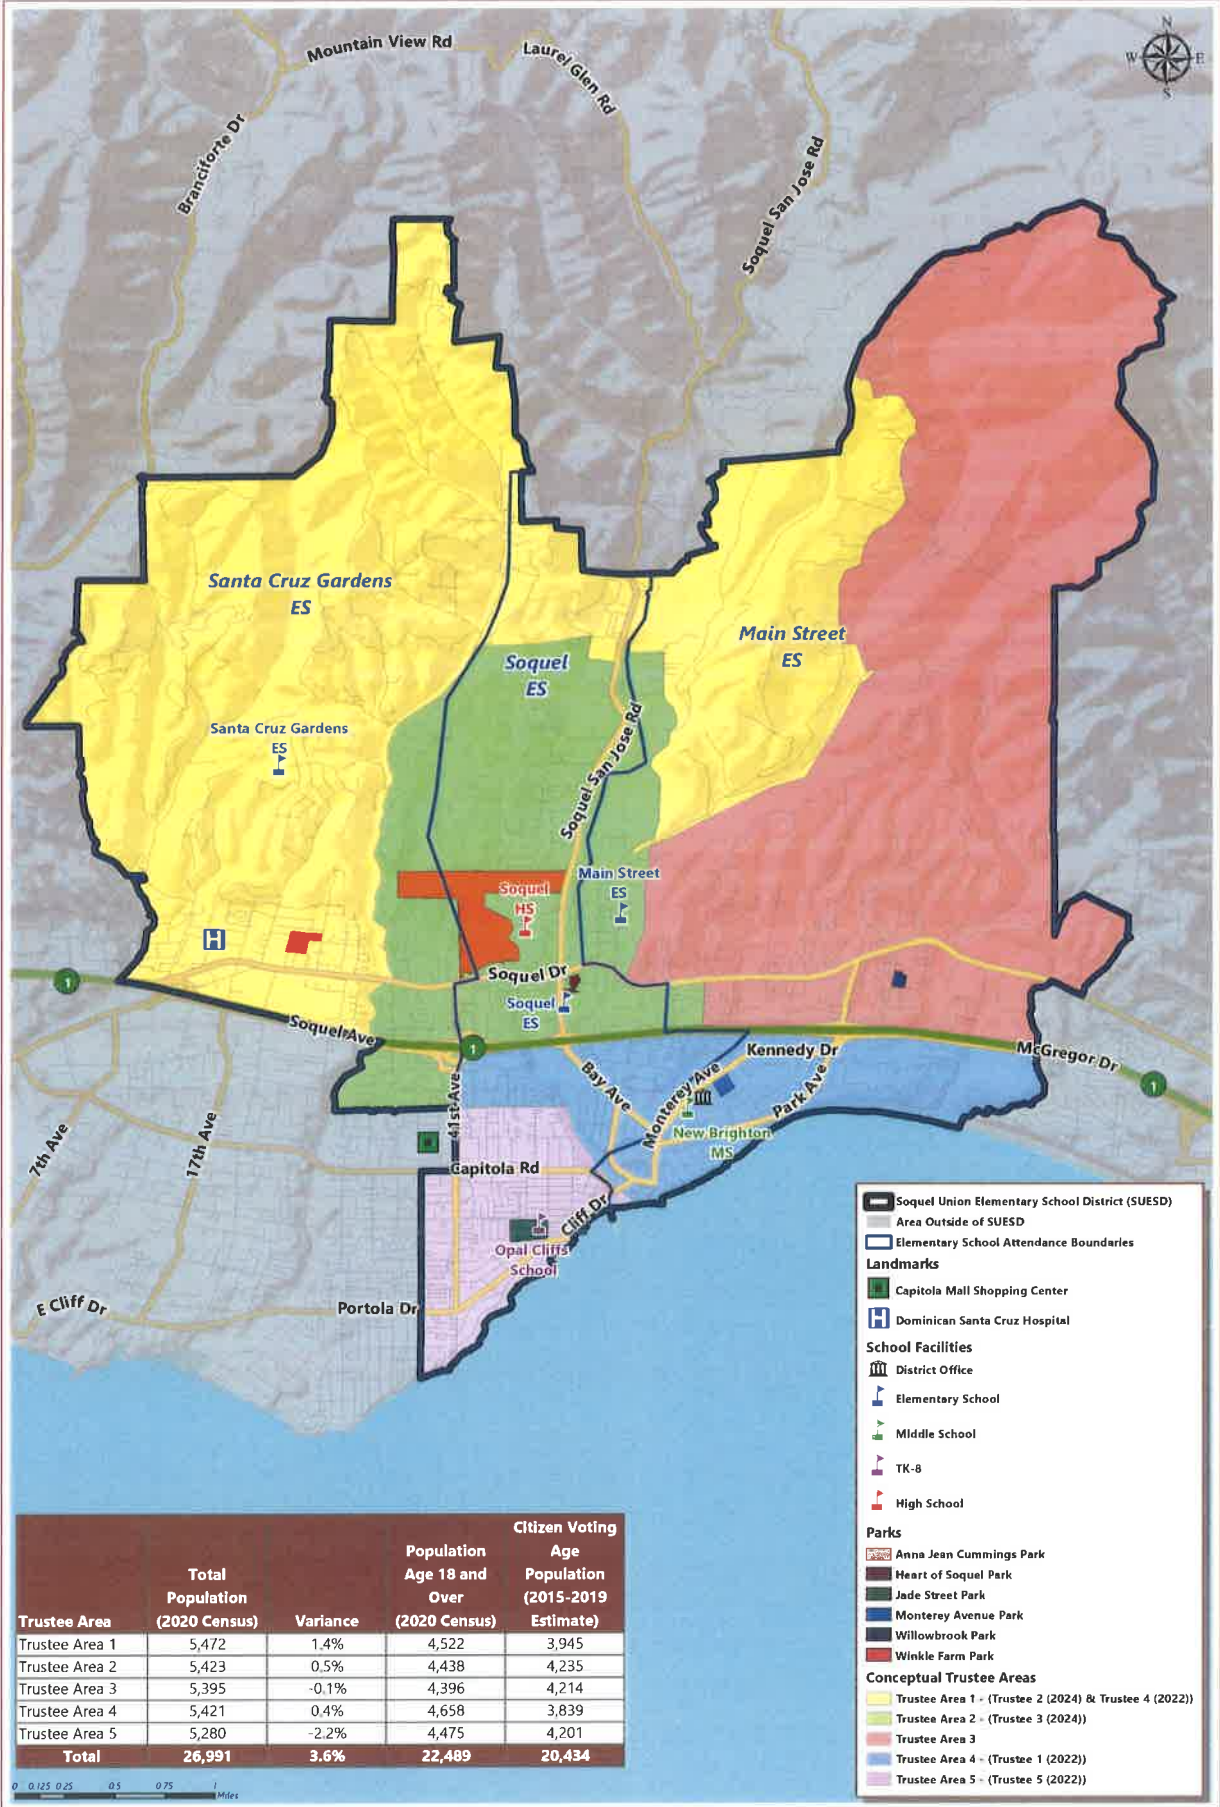 N
W E
S
Mountain View Rd
Laurel Glen Rd
Branciforte Dr
Soquel San Jose Rd
Santa Cruz Gardens
ES
Main Street
ES
Soquel
ES
Santa Cruz Gardens
ES
Soquel San Jose Rd
Main Street
ES
Soquel
HS
H
Soquel Dr
1
Soquel
ES
Soquel Ave
1
Kennedy Dr
McGregor Dr
1
Bay Ave
Monterey Ave
Park Ave
41st Ave
7th Ave
17th Ave
New Brighton
MS
Capitola Rd
Cliff Dr
Opal Cliffs
School
E Cliff Dr
Portola Dr
Soquel Union Elementary School District (SUESD)
Area Outside of SUESD
Elementary School Attendance Boundaries
Landmarks
Capitola Mall Shopping Center
H Dominican Santa Cruz Hospital
School Facilities
District Office
Elementary School
Middle School
TK-8
High School
Parks
Anna Jean Cummings Park
Heart of Soquel Park
Jade Street Park
Monterey Avenue Park
Willowbrook Park
Winkle Farm Park
Conceptual Trustee Areas
Trustee Area 1 - (Trustee 2 (2024) & Trustee 4 (2022))
Trustee Area 2 - (Trustee 3 (2024))
Trustee Area 3
Trustee Area 4 - (Trustee 1 (2022))
Trustee Area 5 - (Trustee 5 (2022))
Trustee Area Total Population (2020 Census) Variance Population Age 18 and Over (2020 Census) Citizen Voting Age Population (2015-2019 Estimate)
Trustee Area 1 5,472 1.4% 4,522 3,945
Trustee Area 2 5,423 0.5% 4,438 4,235
Trustee Area 3 5,395 -0.1% 4,396 4,214
Trustee Area 4 5,421 0.4% 4,658 3,839
Trustee Area 5 5,280 -2.2% 4,475 4,201
Total 26,991 3.6% 22,489 20,434
0 0.125 0.25 0.5 0.75 1
Miles